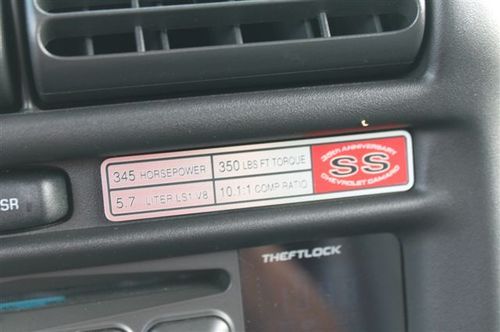 345 HORSEPOWER 350 LBS FT TORQUE
5.7 LITER LS1 V8 10.1:1 COMP RATIO
35th ANNIVERSARY
SS
CHEVROLET CAMARO
SR
THEFTLOCK